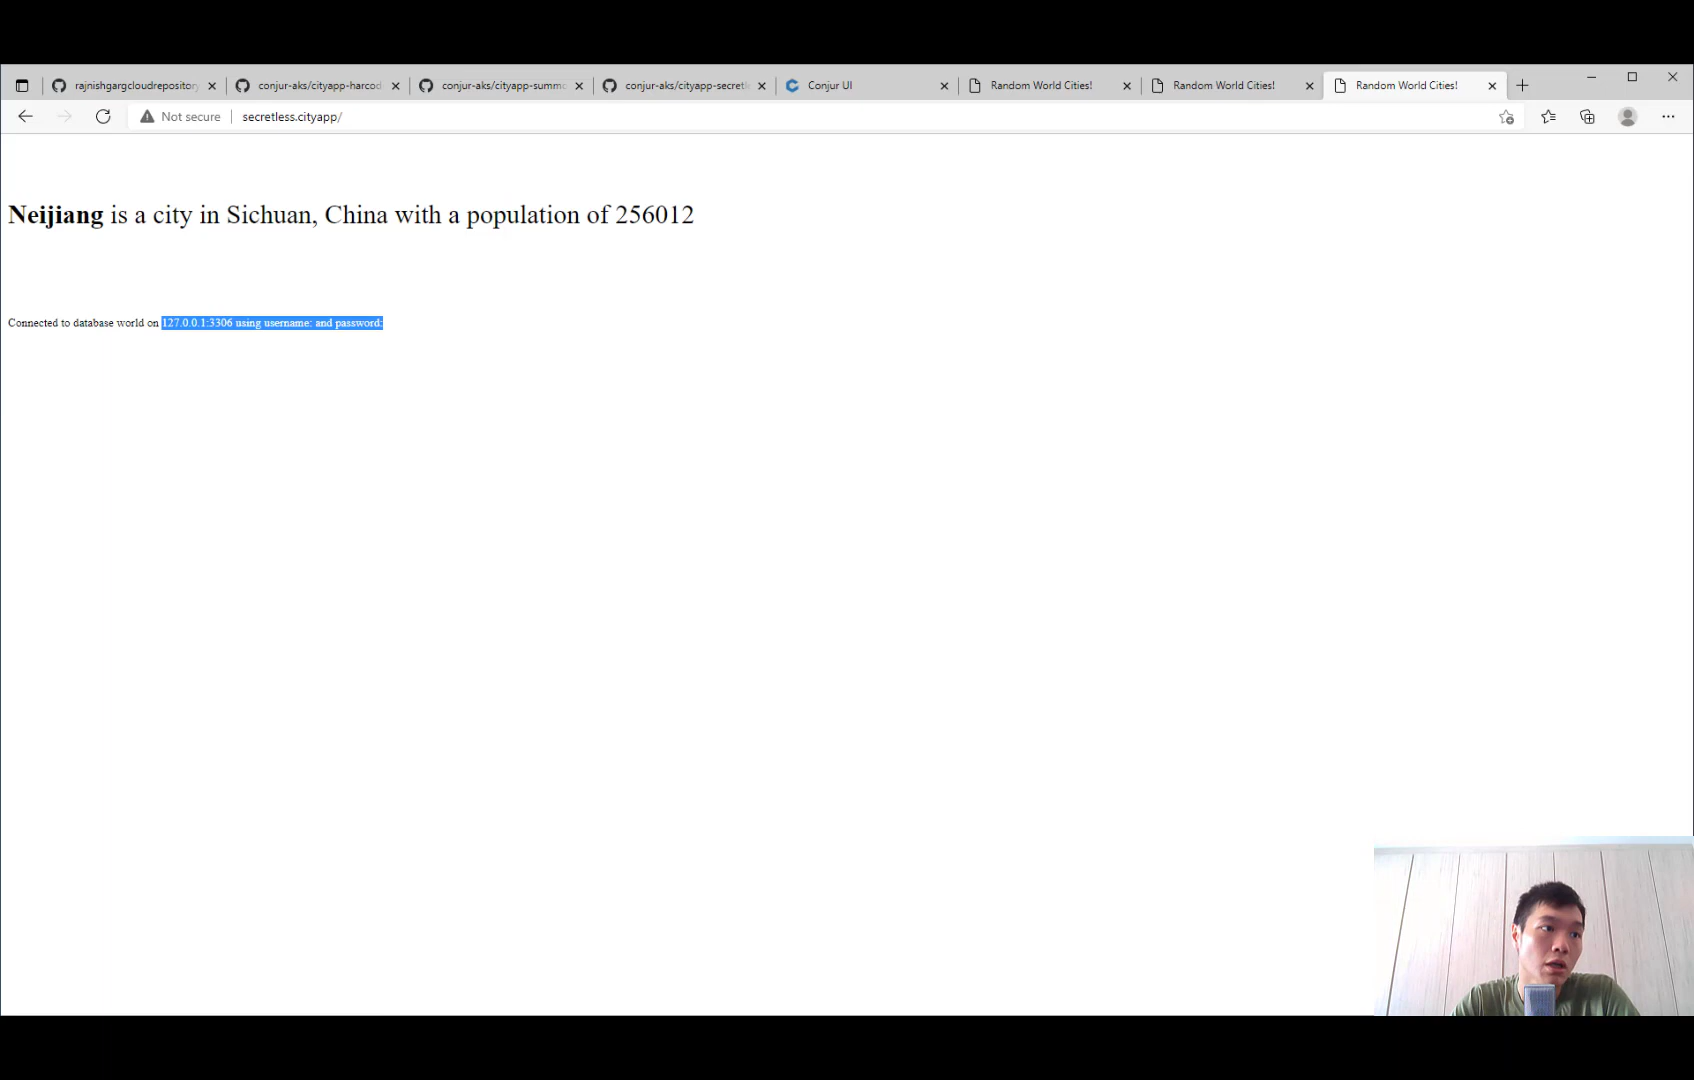 rajnishgargcloudrepository
conjur-aks/cityapp-harcod
conjur-aks/cityapp-summo
conjur-aks/cityapp-secretl
Conjur UI
Random World Cities!
Random World Cities!
Random World Cities!
Not secure
secretless.cityapp/
Neijiang is a city in Sichuan, China with a population of 256012
Connected to database world on 127.0.0.1:3306 using username: and password: